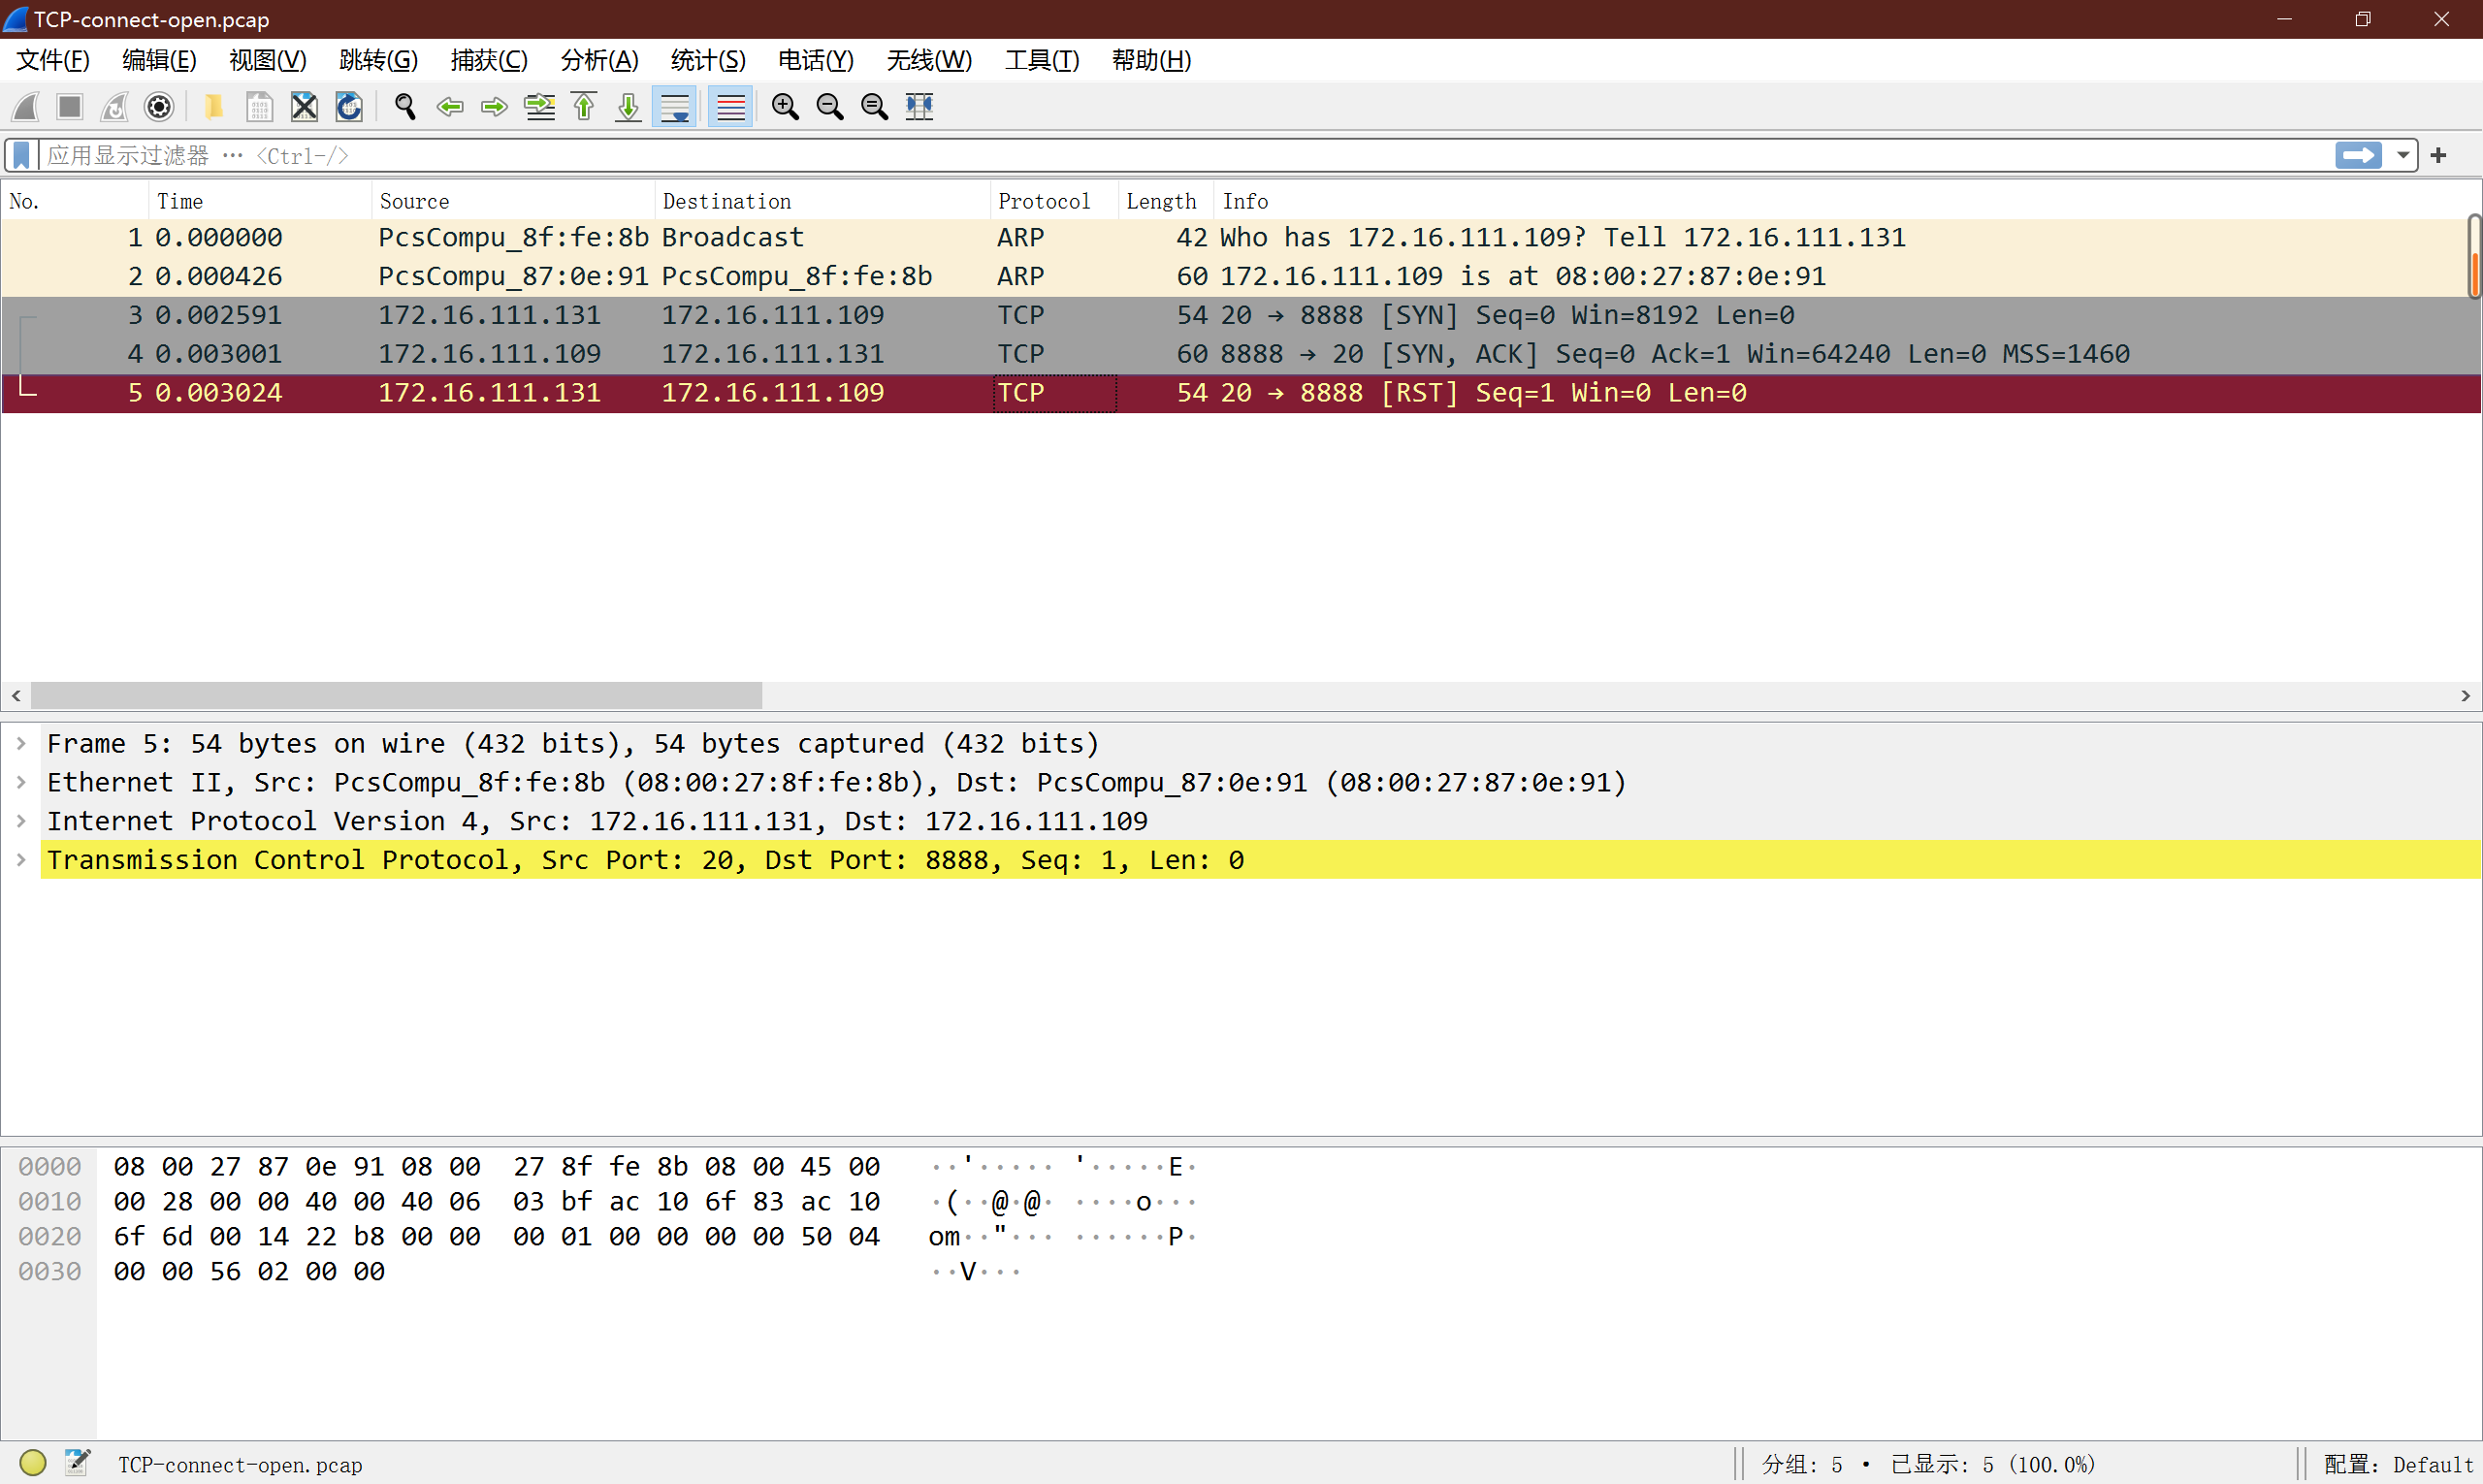 TCP-connect-open.pcap
文件(F) 编辑(E) 视图(V) 跳转(G) 捕获(C) 分析(A) 统计(S) 电话(Y) 无线(W) 工具(T) 帮助(H)
应用显示过滤器 … <Ctrl-/>
No. Time Source Destination Protocol Length Info
1 0.000000 PcsCompu_8f:fe:8b Broadcast ARP 42 Who has 172.16.111.109? Tell 172.16.111.131
2 0.000426 PcsCompu_87:0e:91 PcsCompu_8f:fe:8b ARP 60 172.16.111.109 is at 08:00:27:87:0e:91
3 0.002591 172.16.111.131 172.16.111.109 TCP 54 20 → 8888 [SYN] Seq=0 Win=8192 Len=0
4 0.003001 172.16.111.109 172.16.111.131 TCP 60 8888 → 20 [SYN, ACK] Seq=0 Ack=1 Win=64240 Len=0 MSS=1460
5 0.003024 172.16.111.131 172.16.111.109 TCP 54 20 → 8888 [RST] Seq=1 Win=0 Len=0
Frame 5: 54 bytes on wire (432 bits), 54 bytes captured (432 bits)
Ethernet II, Src: PcsCompu_8f:fe:8b (08:00:27:8f:fe:8b), Dst: PcsCompu_87:0e:91 (08:00:27:87:0e:91)
Internet Protocol Version 4, Src: 172.16.111.131, Dst: 172.16.111.109
Transmission Control Protocol, Src Port: 20, Dst Port: 8888, Seq: 1, Len: 0
0000 08 00 27 87 0e 91 08 00 27 8f fe 8b 08 00 45 00 ··'····· '·····E·
0010 00 28 00 00 40 00 40 06 03 bf ac 10 6f 83 ac 10 ·(··@·@· ····o···
0020 6f 6d 00 14 22 b8 00 00 00 01 00 00 00 00 50 04 om··"··· ······P·
0030 00 00 56 02 00 00 ··V···
TCP-connect-open.pcap 分组: 5 · 已显示: 5 (100.0%) 配置: Default